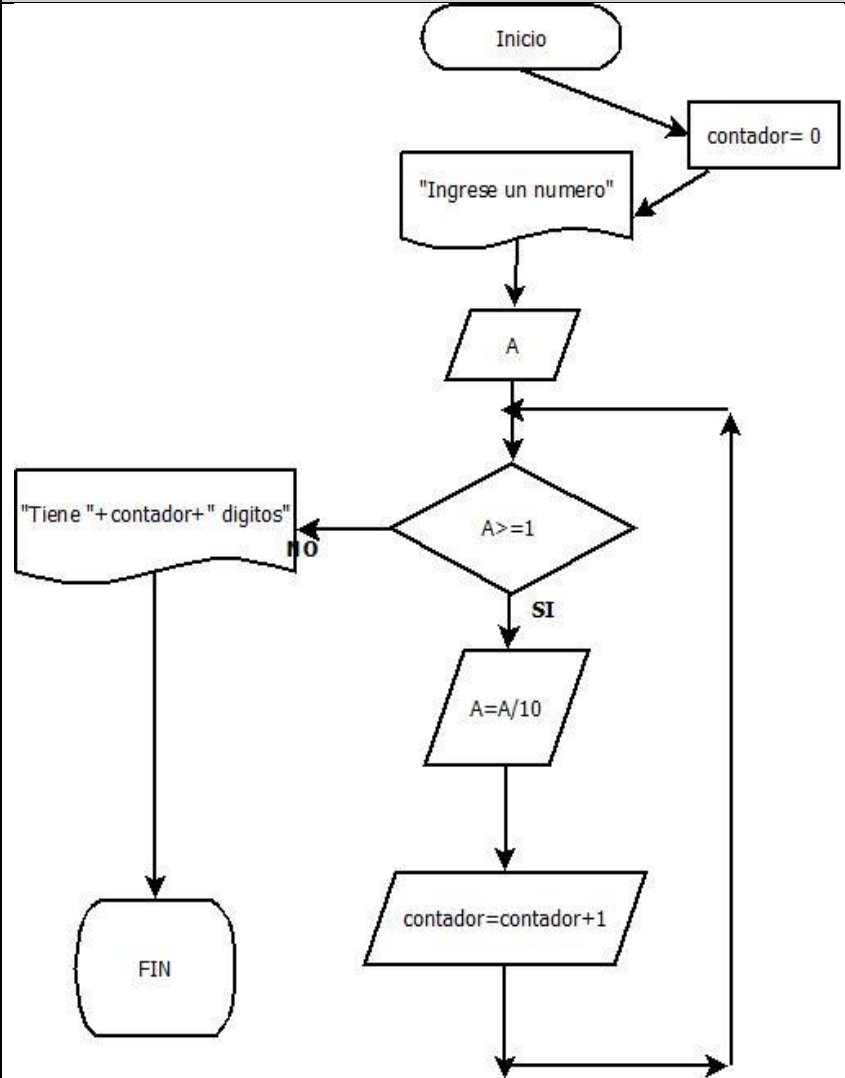 Inicio
contador= 0
"Ingrese un numero"
A
A>=1
NO
"Tiene "+contador+" digitos"
SI
A=A/10
contador=contador+1
FIN